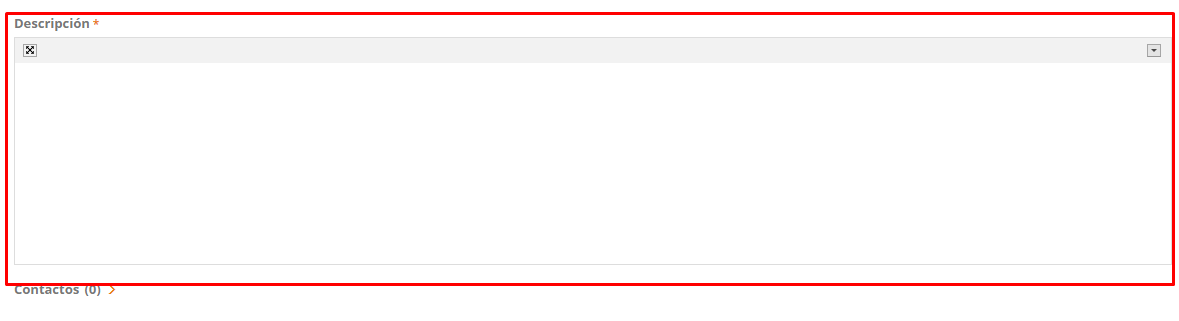 Descripción *
Contactos (0)